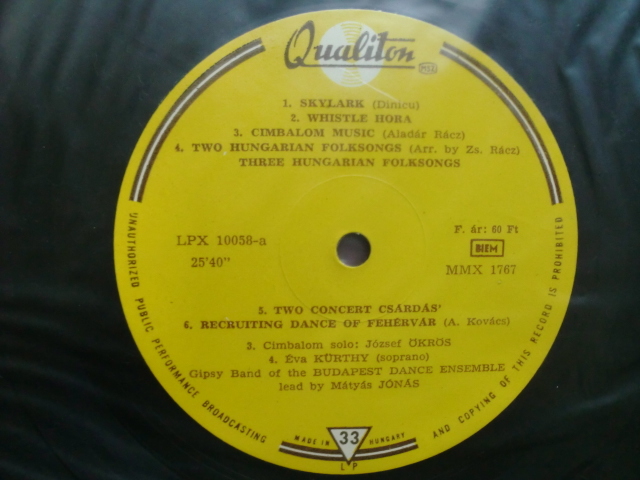 Qualiton
1. SKYLARK (Dinicu)
2. WHISTLE HORA
3. CIMBALOM MUSIC (Aladár Rácz)
4. TWO HUNGARIAN FOLKSONGS (Arr. by Zs. Rácz)
THREE HUNGARIAN FOLKSONGS
LPX 10058-a
25'40"
F. ár: 60 Ft
BIEM
MMX 1767
5. TWO CONCERT CSÁRDÁS'
6. RECRUITING DANCE OF FEHÉRVÁR (A. Kovács)
3. Cimbalom solo: József ÖKRÖS
4. Éva KÜRTHY (soprano)
Gipsy Band of the BUDAPEST DANCE ENSEMBLE
lead by Mátyás JÓNÁS
UNAUTHORIZED PUBLIC PERFORMANCE BROADCASTING AND COPYING OF THIS RECORD IS PROHIBITED
MADE IN HUNGARY
33
LP